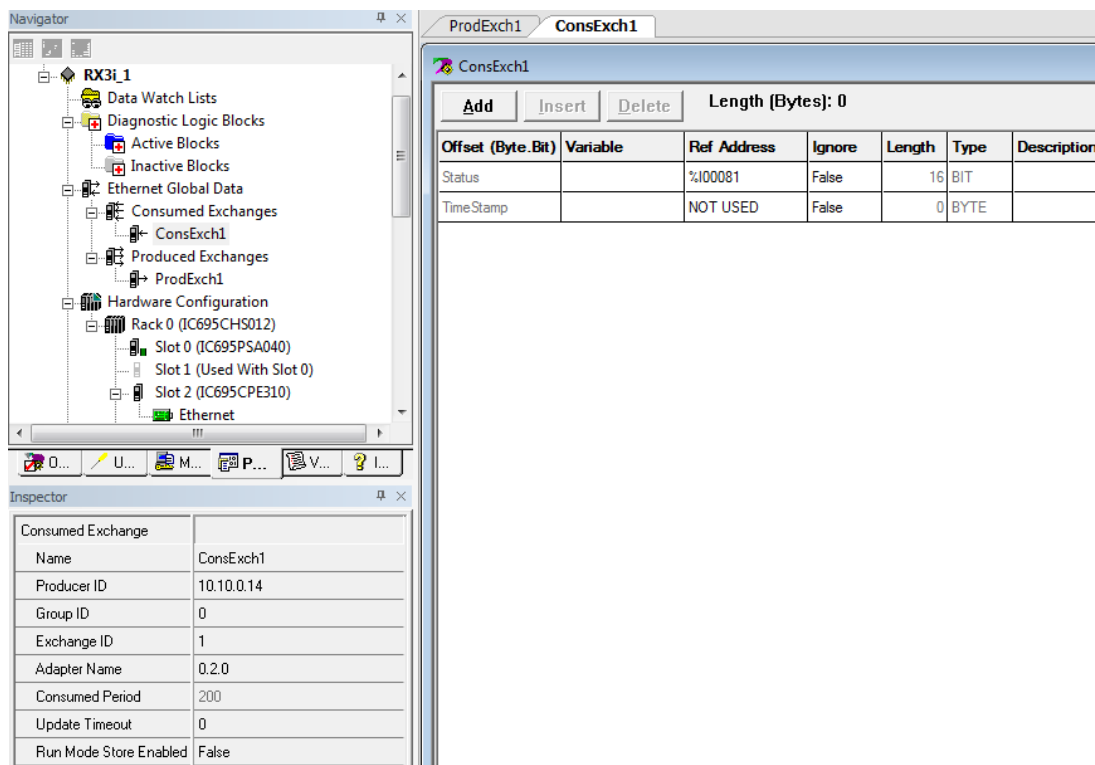 Navigator
RX3i_1
Data Watch Lists
Diagnostic Logic Blocks
Active Blocks
Inactive Blocks
Ethernet Global Data
Consumed Exchanges
ConsExch1
Produced Exchanges
ProdExch1
Hardware Configuration
Rack 0 (IC695CHS012)
Slot 0 (IC695PSA040)
Slot 1 (Used With Slot 0)
Slot 2 (IC695CPE310)
Ethernet
O... U... M... P... V... I...
Inspector
Consumed Exchange
Name ConsExch1
Producer ID 10.10.0.14
Group ID 0
Exchange ID 1
Adapter Name 0.2.0
Consumed Period 200
Update Timeout 0
Run Mode Store Enabled False
ProdExch1 ConsExch1
ConsExch1
Add Insert Delete Length (Bytes): 0
Offset (Byte.Bit) Variable Ref Address Ignore Length Type Description
Status %I00081 False 16 BIT
TimeStamp NOT USED False 0 BYTE